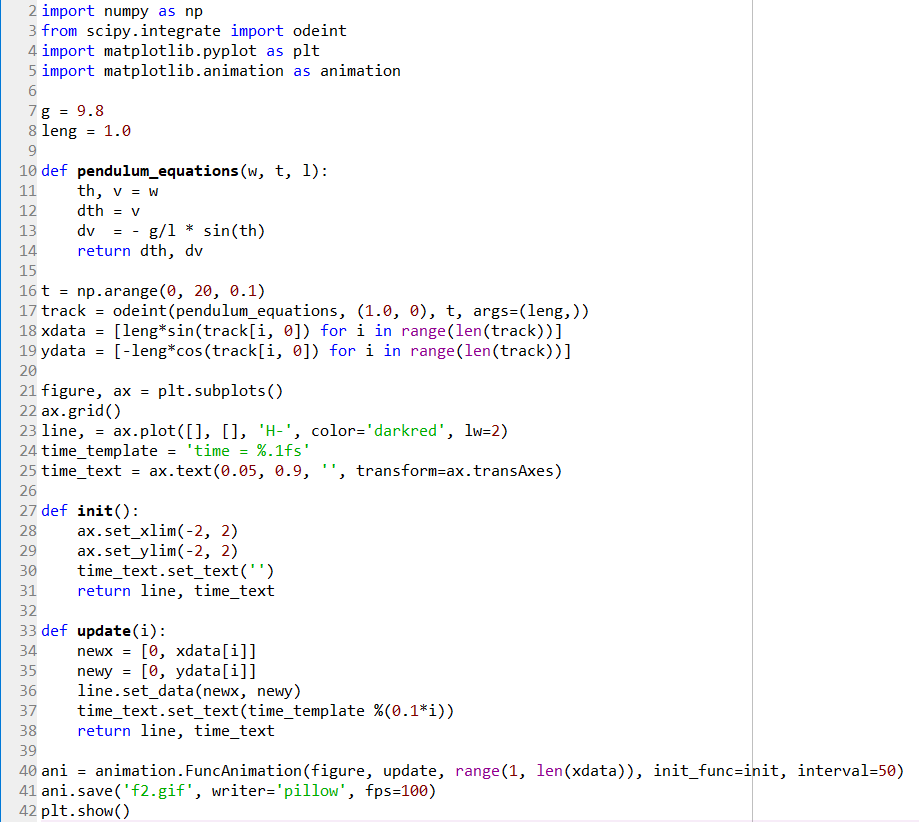 2 import numpy as np
3 from scipy.integrate import odeint
4 import matplotlib.pyplot as plt
5 import matplotlib.animation as animation
6
7 g = 9.8
8 leng = 1.0
9
10 def pendulum_equations(w, t, l):
11     th, v = w
12     dth = v
13     dv  = - g/l * sin(th)
14     return dth, dv
15
16 t = np.arange(0, 20, 0.1)
17 track = odeint(pendulum_equations, (1.0, 0), t, args=(leng,))
18 xdata = [leng*sin(track[i, 0]) for i in range(len(track))]
19 ydata = [-leng*cos(track[i, 0]) for i in range(len(track))]
20
21 figure, ax = plt.subplots()
22 ax.grid()
23 line, = ax.plot([], [], 'H-', color='darkred', lw=2)
24 time_template = 'time = %.1fs'
25 time_text = ax.text(0.05, 0.9, '', transform=ax.transAxes)
26
27 def init():
28     ax.set_xlim(-2, 2)
29     ax.set_ylim(-2, 2)
30     time_text.set_text('')
31     return line, time_text
32
33 def update(i):
34     newx = [0, xdata[i]]
35     newy = [0, ydata[i]]
36     line.set_data(newx, newy)
37     time_text.set_text(time_template %(0.1*i))
38     return line, time_text
39
40 ani = animation.FuncAnimation(figure, update, range(1, len(xdata)), init_func=init, interval=50)
41 ani.save('f2.gif', writer='pillow', fps=100)
42 plt.show()